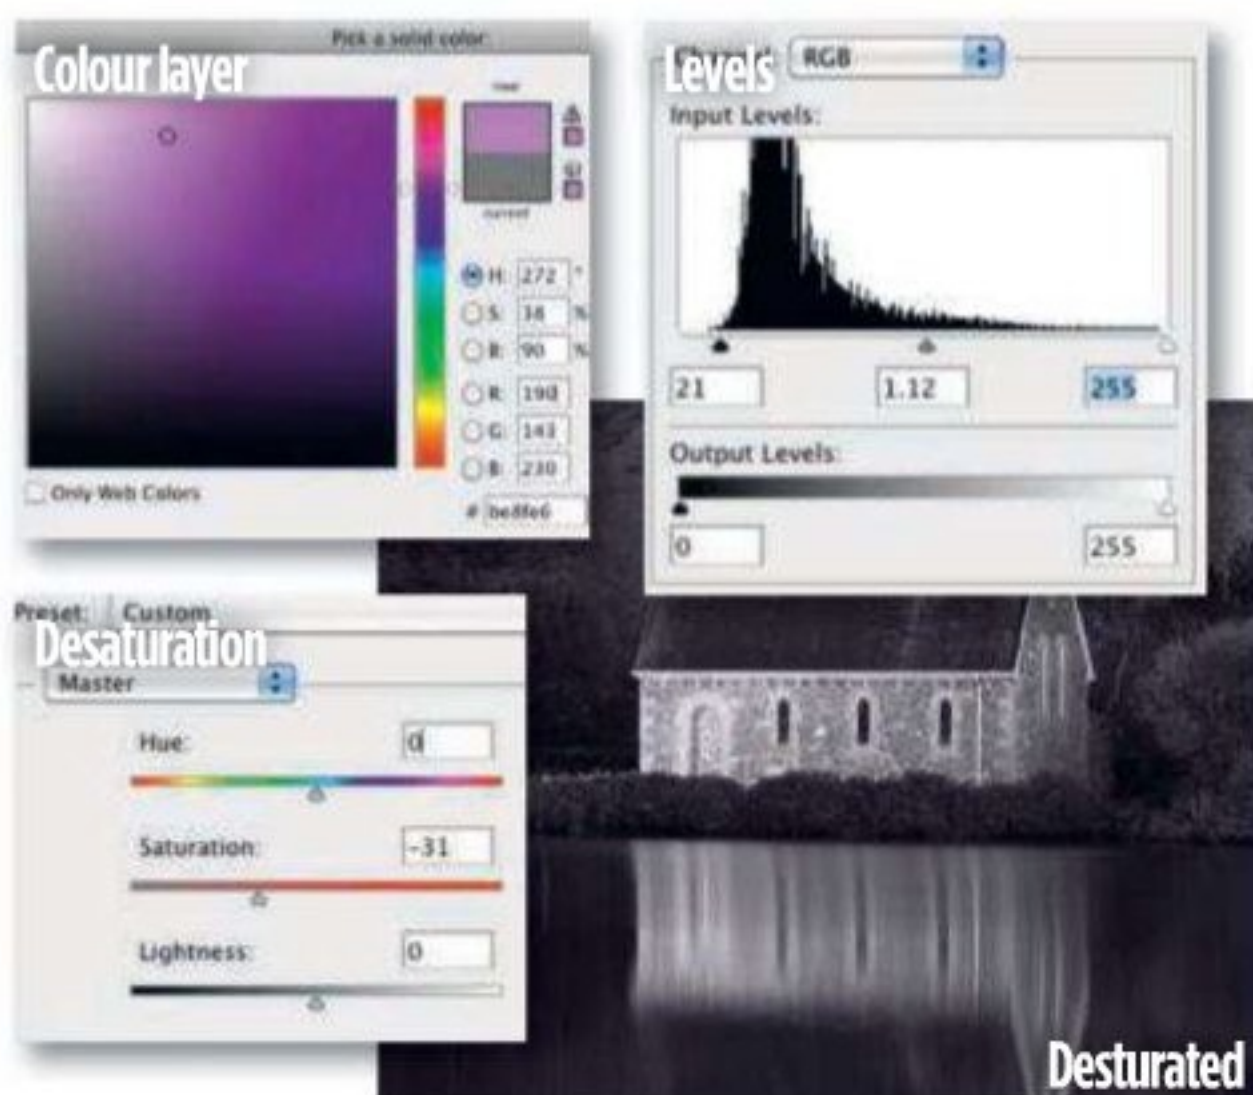 Pick a solid color:
Colour layer
new
current
H: 272 °
S: 38 %
B: 90 %
R: 190
G: 143
B: 230
Only Web Colors
# be8fe6
Levels
RGB
Input Levels:
21 1.12 255
Output Levels:
0 255
Preset: Custom
Desaturation
Master
Hue: 0
Saturation: -31
Lightness: 0
Desturated